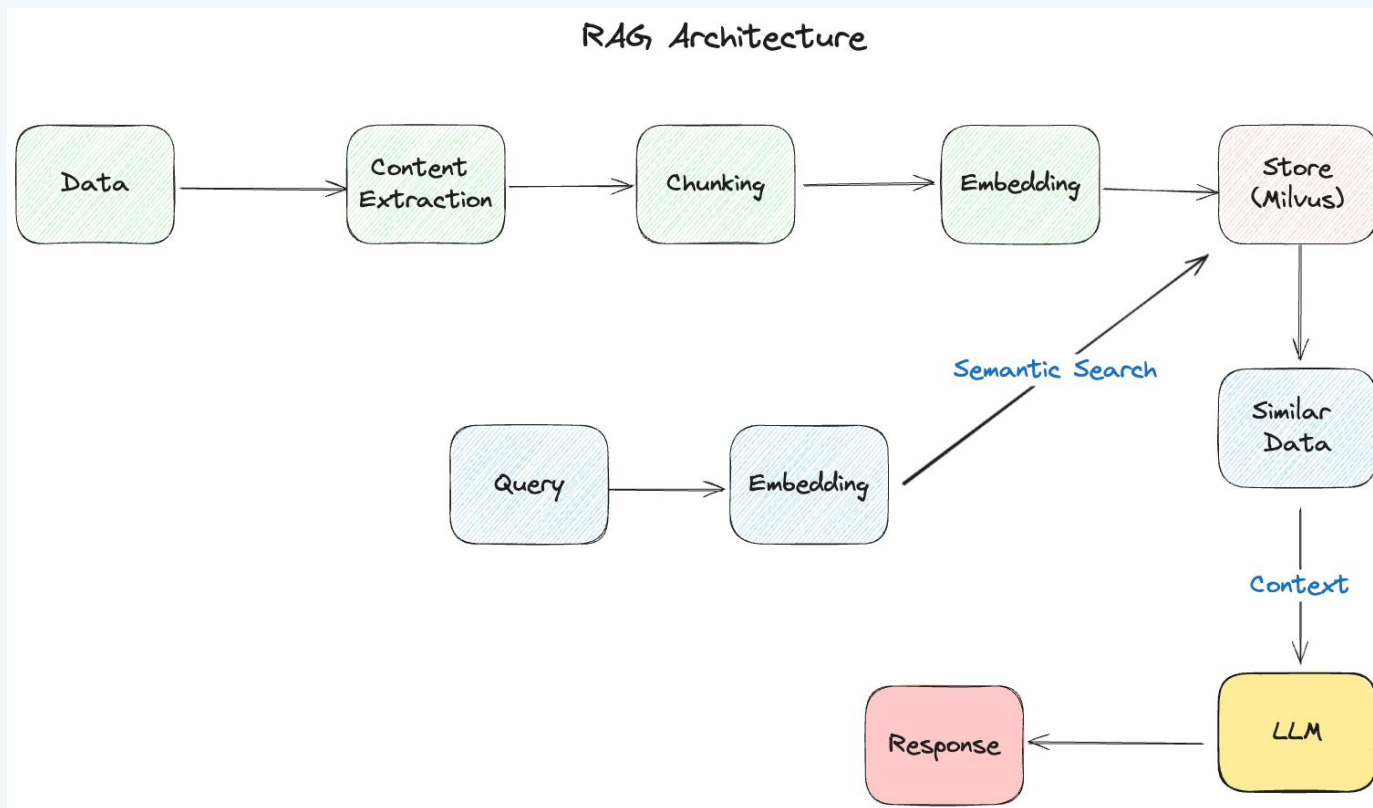 RAG Architecture
Data
Content
Extraction
Chunking
Embedding
Store
(Milvus)
Semantic Search
Similar
Data
Query
Embedding
Context
LLM
Response